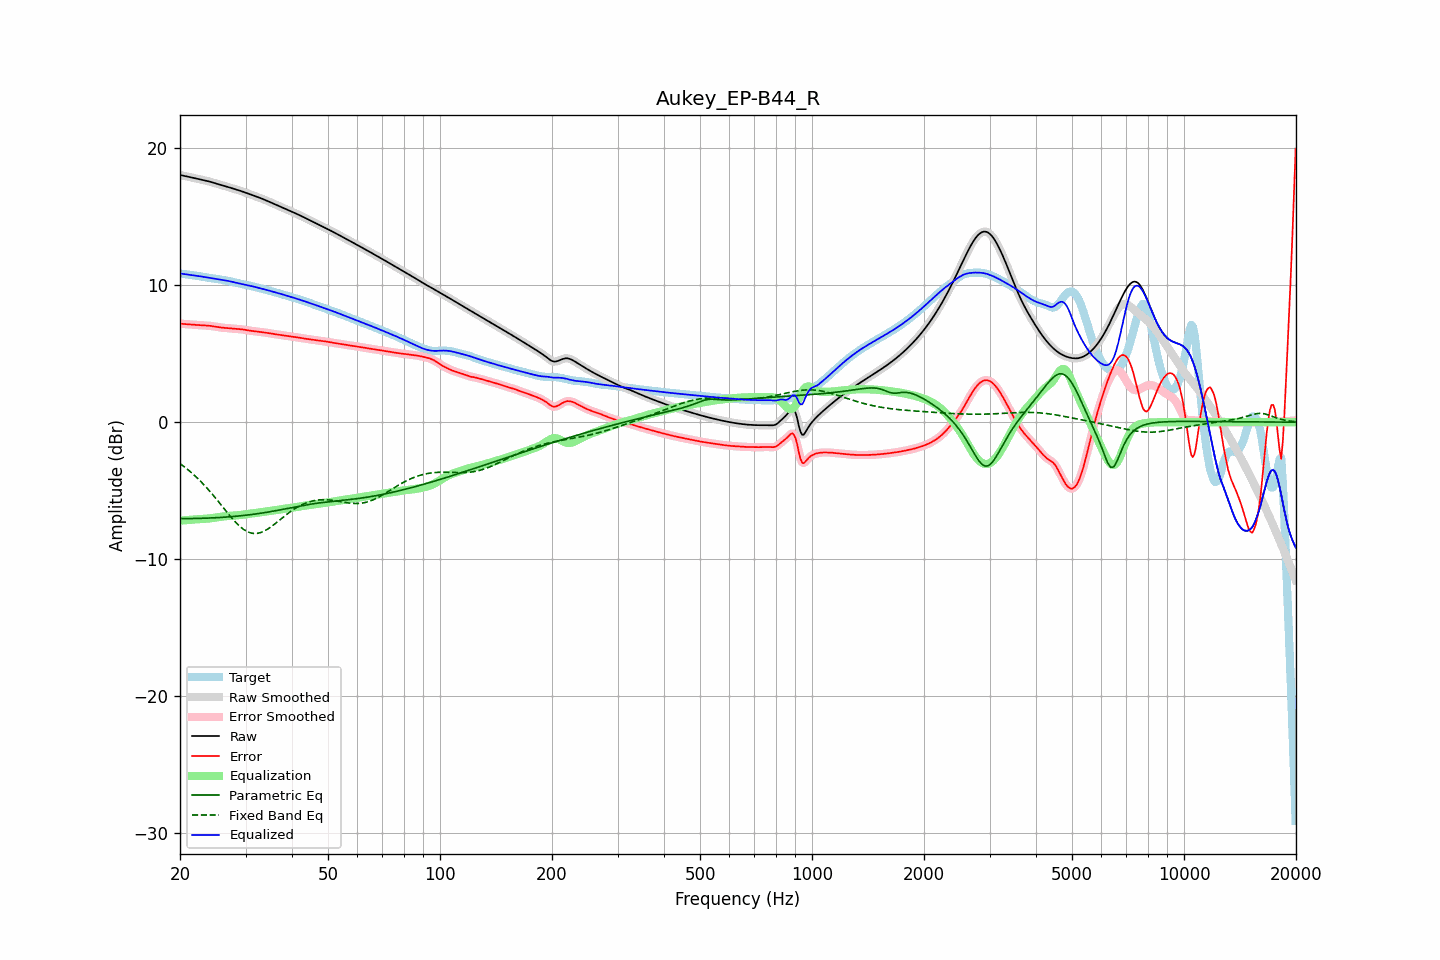 Aukey_EP-B44_R
Amplitude (dBr)
20
10
0
−10
−20
−30
Target
Raw Smoothed
Error Smoothed
Raw
Error
Equalization
Parametric Eq
Fixed Band Eq
Equalized
20 50 100 200 500 1000 2000 5000 10000 20000
Frequency (Hz)